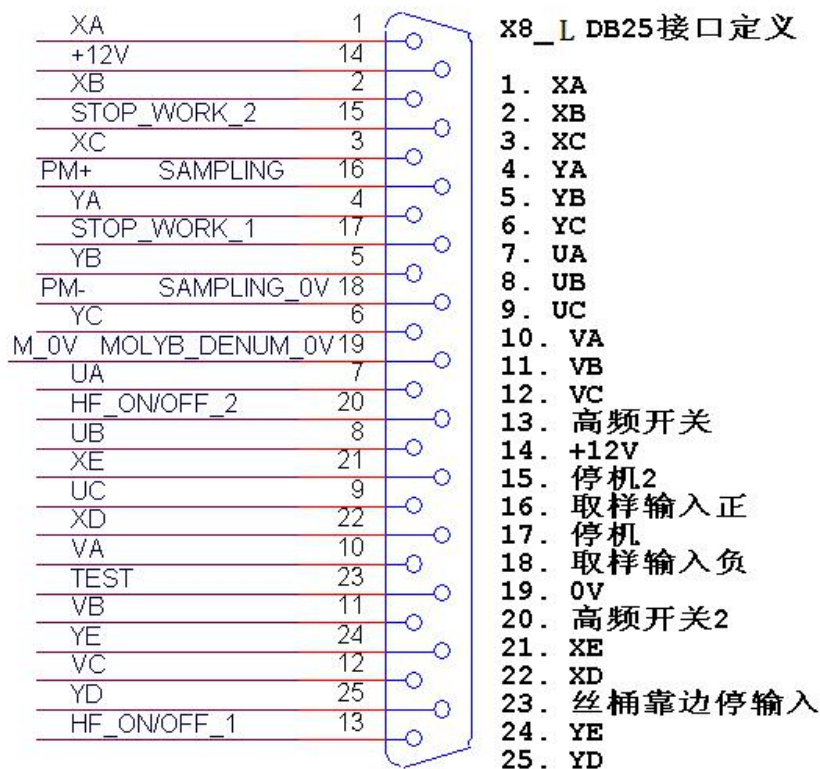 XA 1
+12V 14
XB 2
STOP_WORK_2 15
XC 3
PM+ SAMPLING 16
YA 4
STOP_WORK_1 17
YB 5
PM- SAMPLING_0V 18
YC 6
M_0V MOLYB_DENUM_0V 19
UA 7
HF_ON/OFF_2 20
UB 8
XE 21
UC 9
XD 22
VA 10
TEST 23
VB 11
YE 24
VC 12
YD 25
HF_ON/OFF_1 13
X8_L DB25接口定义
1. XA
2. XB
3. XC
4. YA
5. YB
6. YC
7. UA
8. UB
9. UC
10. VA
11. VB
12. VC
13. 高频开关
14. +12V
15. 停机2
16. 取样输入正
17. 停机
18. 取样输入负
19. 0V
20. 高频开关2
21. XE
22. XD
23. 丝桶靠边停输入
24. YE
25. YD